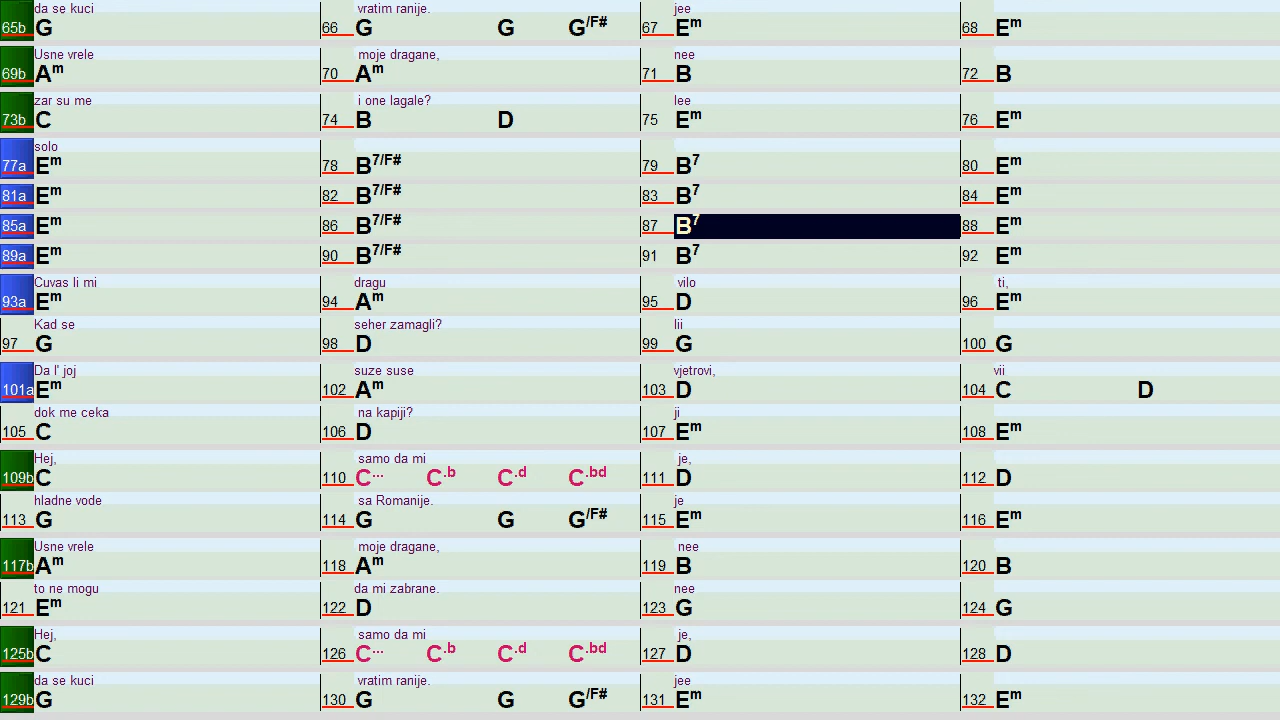 da se kuci vratim ranije. jee
65b G 66 G G G/F# 67 Em 68 Em
Usne vrele moje dragane, nee
69b Am 70 Am 71 B 72 B
zar su me i one lagale? lee
73b C 74 B D 75 Em 76 Em
solo
77a Em 78 B7/F# 79 B7 80 Em
81a Em 82 B7/F# 83 B7 84 Em
85a Em 86 B7/F# 87 B7 88 Em
89a Em 90 B7/F# 91 B7 92 Em
Cuvas li mi dragu vilo ti,
93a Em 94 Am 95 D 96 Em
Kad se seher zamagli? lii
97 G 98 D 99 G 100 G
Da l' joj suze suse vjetrovi, vii
101a Em 102 Am 103 D 104 C D
dok me ceka na kapiji? ji
105 C 106 D 107 Em 108 Em
Hej, samo da mi je,
109b C 110 C... C.b C.d C.bd 111 D 112 D
hladne vode sa Romanije. je
113 G 114 G G G/F# 115 Em 116 Em
Usne vrele moje dragane, nee
117b Am 118 Am 119 B 120 B
to ne mogu da mi zabrane. nee
121 Em 122 D 123 G 124 G
Hej, samo da mi je,
125b C 126 C... C.b C.d C.bd 127 D 128 D
da se kuci vratim ranije. jee
129b G 130 G G G/F# 131 Em 132 Em